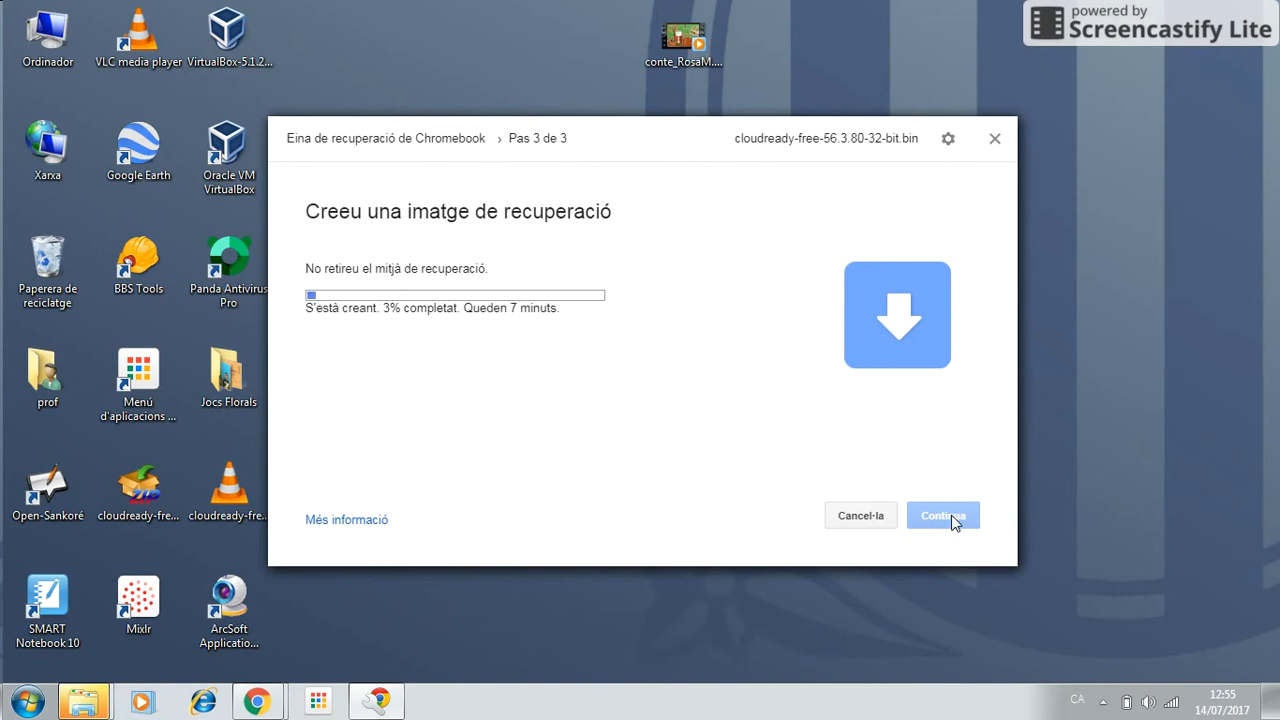 powered by
Screencastify Lite
Ordinador
VLC media player
VirtualBox-5.1.2...
conte_RosaM....
Xarxa
Google Earth
Oracle VM
VirtualBox
Paperera de
reciclatge
BBS Tools
Panda Antivirus
Pro
prof
Menú
d'aplicacions ...
Jocs Florals
Open-Sankoré
cloudready-fre...
cloudready-fre...
SMART
Notebook 10
Mixlr
ArcSoft
Applicatio...
Eina de recuperació de Chromebook › Pas 3 de 3
cloudready-free-56.3.80-32-bit.bin
Creeu una imatge de recuperació
No retireu el mitjà de recuperació.
S'està creant. 3% completat. Queden 7 minuts.
Més informació
Cancel·la
Continua
CA
12:55
14/07/2017